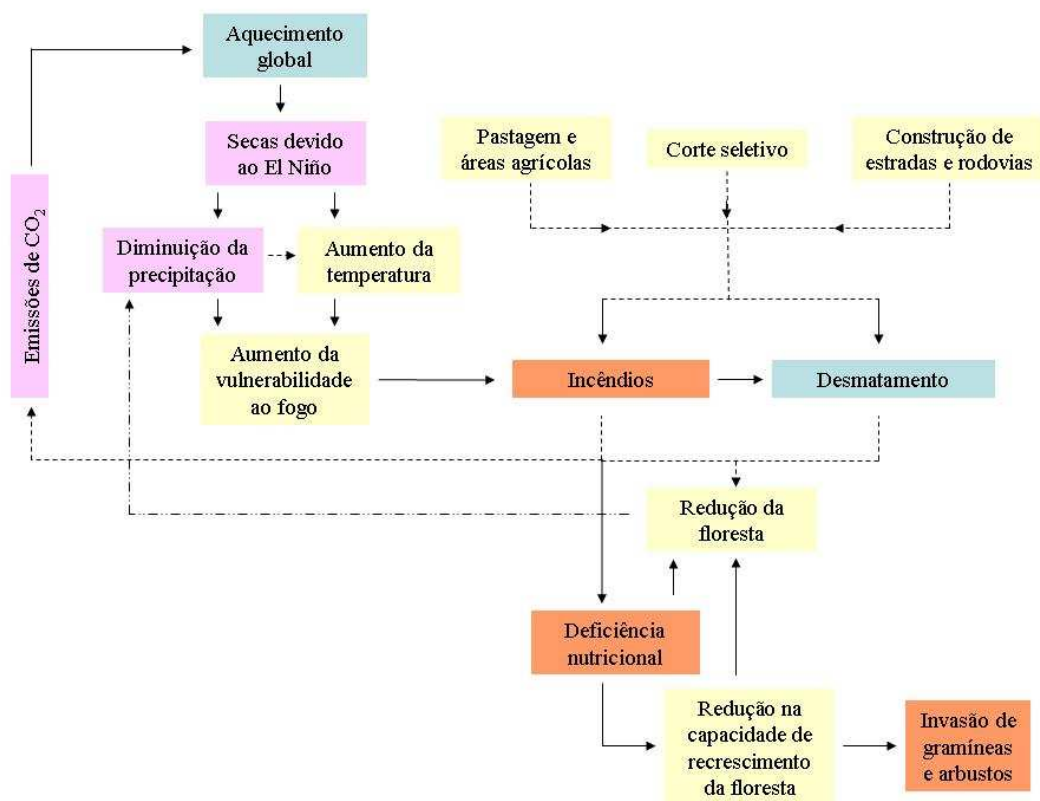 Aquecimento
global
Secas devido
ao El Niño
Pastagem e
áreas agrícolas
Corte seletivo
Construção de
estradas e rodovias
Emissões de CO₂
Diminuição da
precipitação
Aumento da
temperatura
Aumento da
vulnerabilidade
ao fogo
Incêndios
Desmatamento
Redução da
floresta
Deficiência
nutricional
Redução na
capacidade de
recrescimento
da floresta
Invasão de
gramíneas
e arbustos